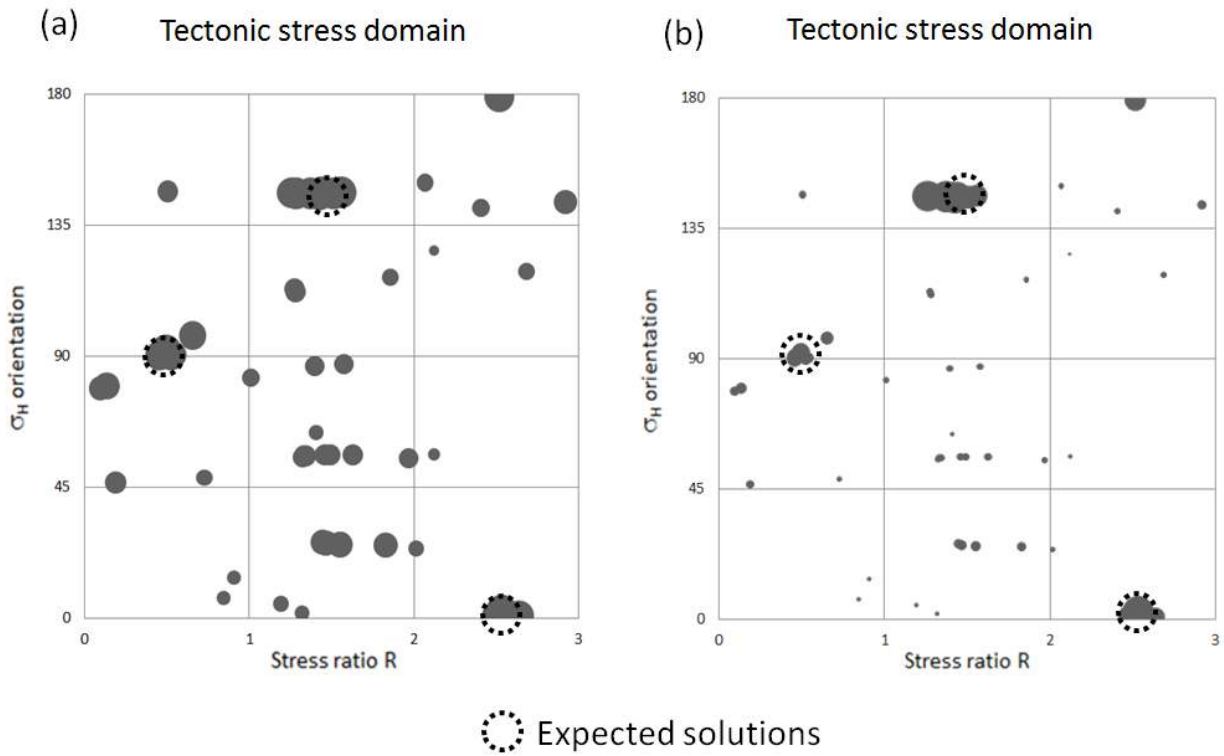 (a)
Tectonic stress domain
180
135
90
45
0
0
1
2
3
σH orientation
Stress ratio R
(b)
Tectonic stress domain
180
135
90
45
0
0
1
2
3
σH orientation
Stress ratio R
Expected solutions